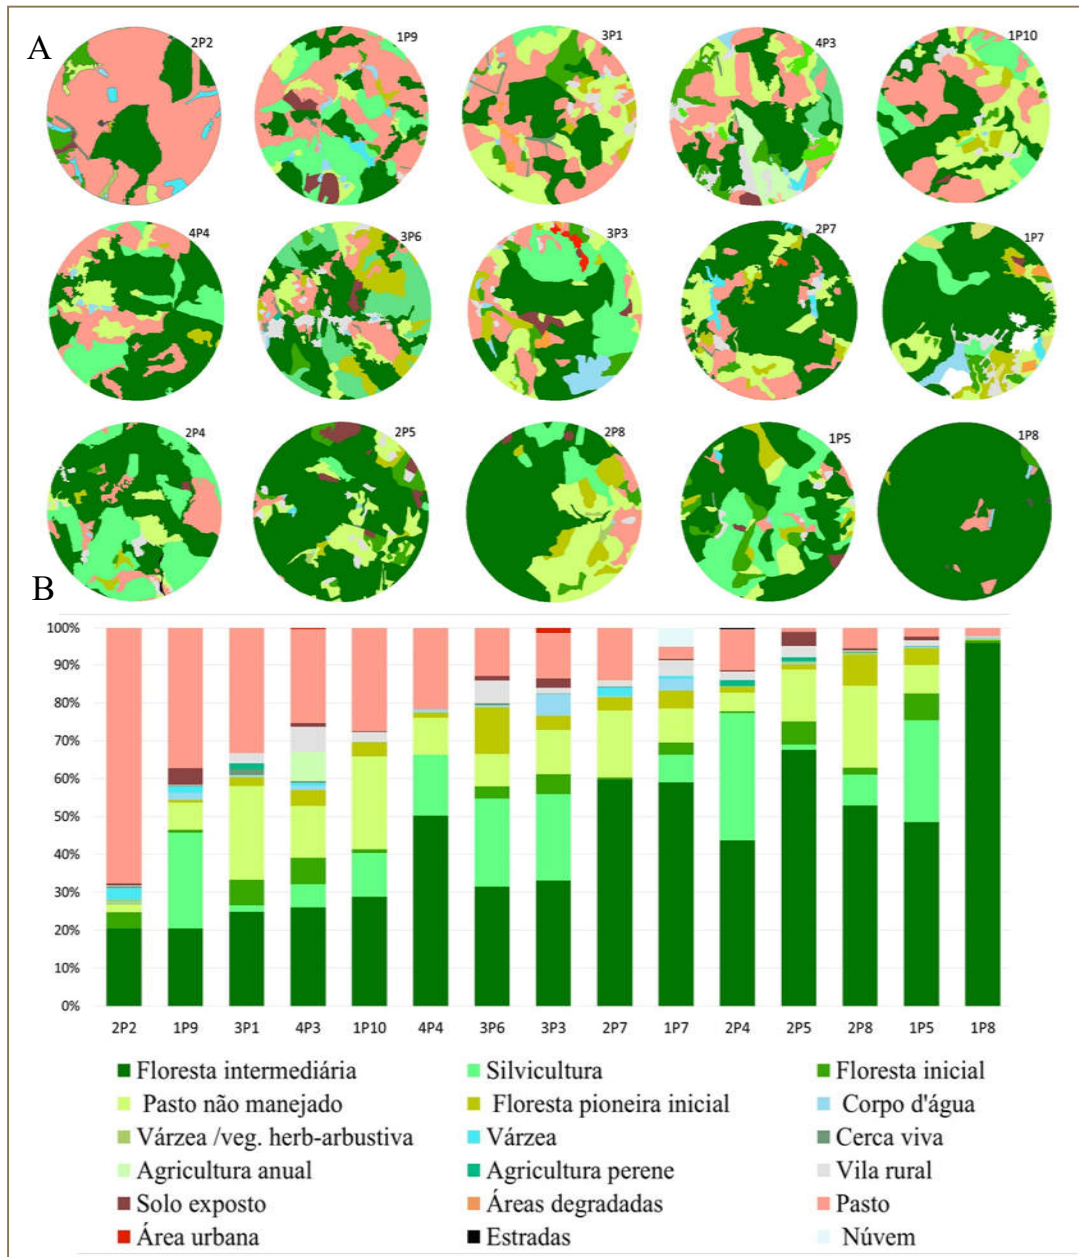 A
2P2 1P9 3P1 4P3 1P10
4P4 3P6 3P3 2P7 1P7
2P4 2P5 2P8 1P5 1P8
B
100%
90%
80%
70%
60%
50%
40%
30%
20%
10%
0%
2P2 1P9 3P1 4P3 1P10 4P4 3P6 3P3 2P7 1P7 2P4 2P5 2P8 1P5 1P8
Floresta intermediária Silvicultura Floresta inicial
Pasto não manejado Floresta pioneira inicial Corpo d'água
Várzea /veg. herb-arbustiva Várzea Cerca viva
Agricultura anual Agricultura perene Vila rural
Solo exposto Áreas degradadas Pasto
Área urbana Estradas Núvem